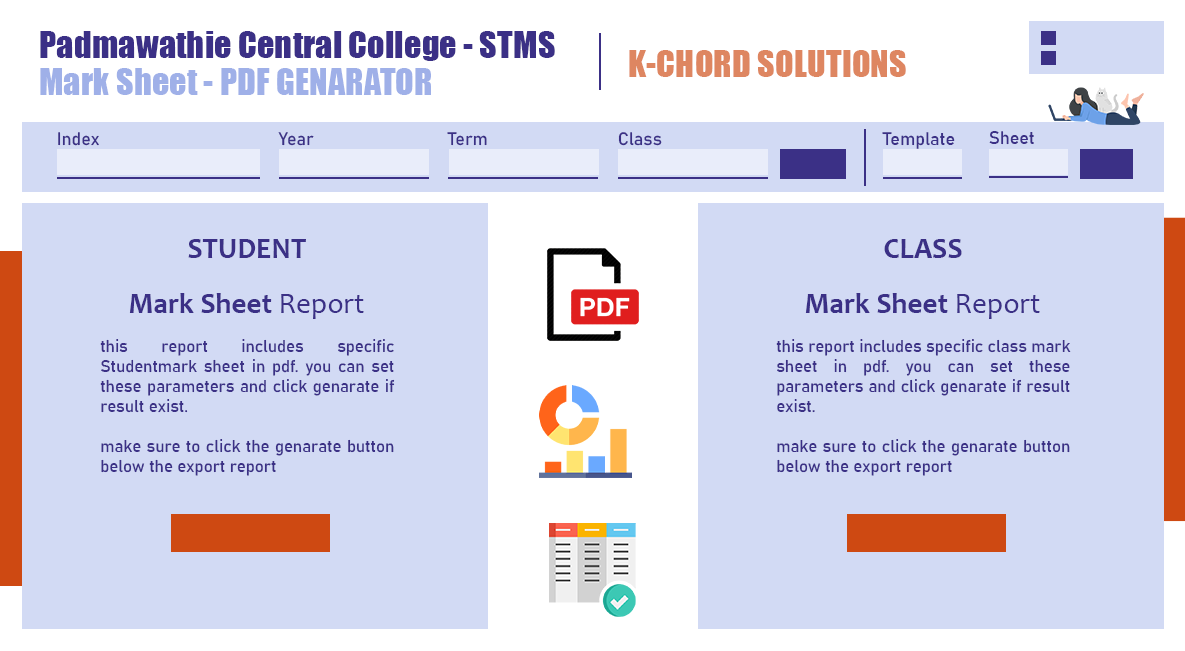 Padmawathie Central College - STMS
Mark Sheet - PDF GENARATOR
K-CHORD SOLUTIONS
Index
Year
Term
Class
Template
Sheet
STUDENT
Mark Sheet Report
this report includes specific
Studentmark sheet in pdf. you can set
these parameters and click genarate if
result exist.
make sure to click the genarate button
below the export report
PDF
CLASS
Mark Sheet Report
this report includes specific class mark
sheet in pdf. you can set these
parameters and click genarate if result
exist.
make sure to click the genarate button
below the export report